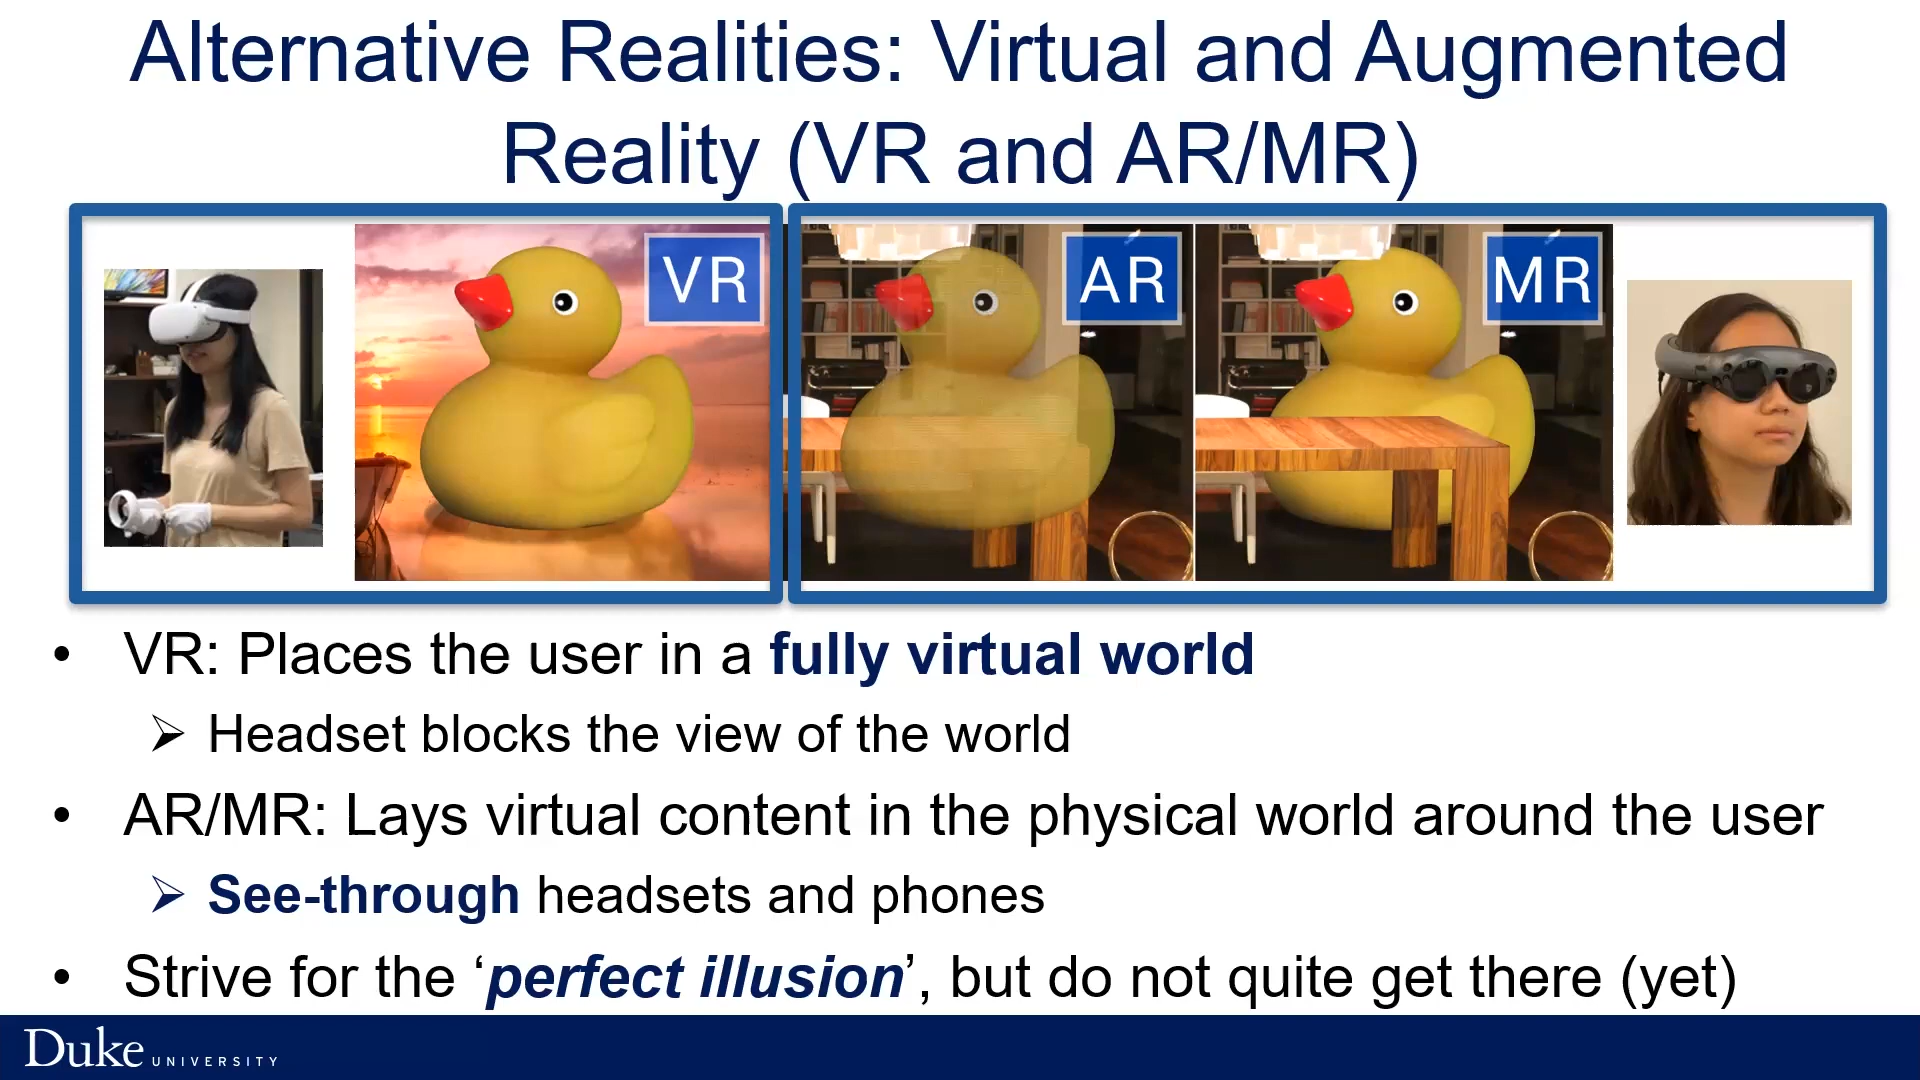 Alternative Realities: Virtual and Augmented
Reality (VR and AR/MR)
VR
AR
MR
• VR: Places the user in a fully virtual world
➢ Headset blocks the view of the world
• AR/MR: Lays virtual content in the physical world around the user
➢ See-through headsets and phones
• Strive for the ‘perfect illusion’, but do not quite get there (yet)
Duke UNIVERSITY